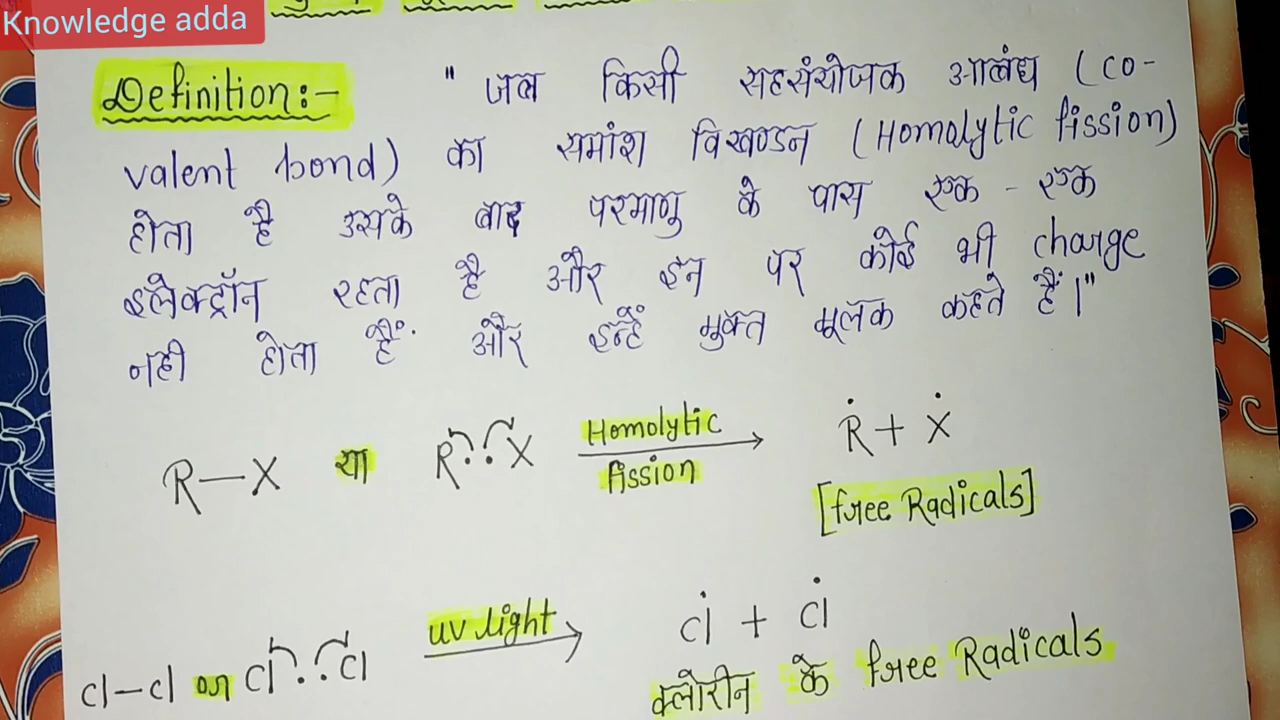 Knowledge adda
Definition:- " जब किसी सहसंयोजक आबंध (co-
valent bond) का समांश विखण्डन (Homolytic fission)
होता है उसके बाद परमाणु के पास एक - एक
इलेक्ट्रॉन रहता है और इन पर कोई भी charge
नही होता हैं. और इन्हें मुक्त मूलक कहते हैं।"
R-X या R:X Homolytic fission → Ṙ + Ẋ
[free Radicals]
cl-cl or Cl:Cl uv light → cl̇ + cl̇
क्लोरीन के free Radicals